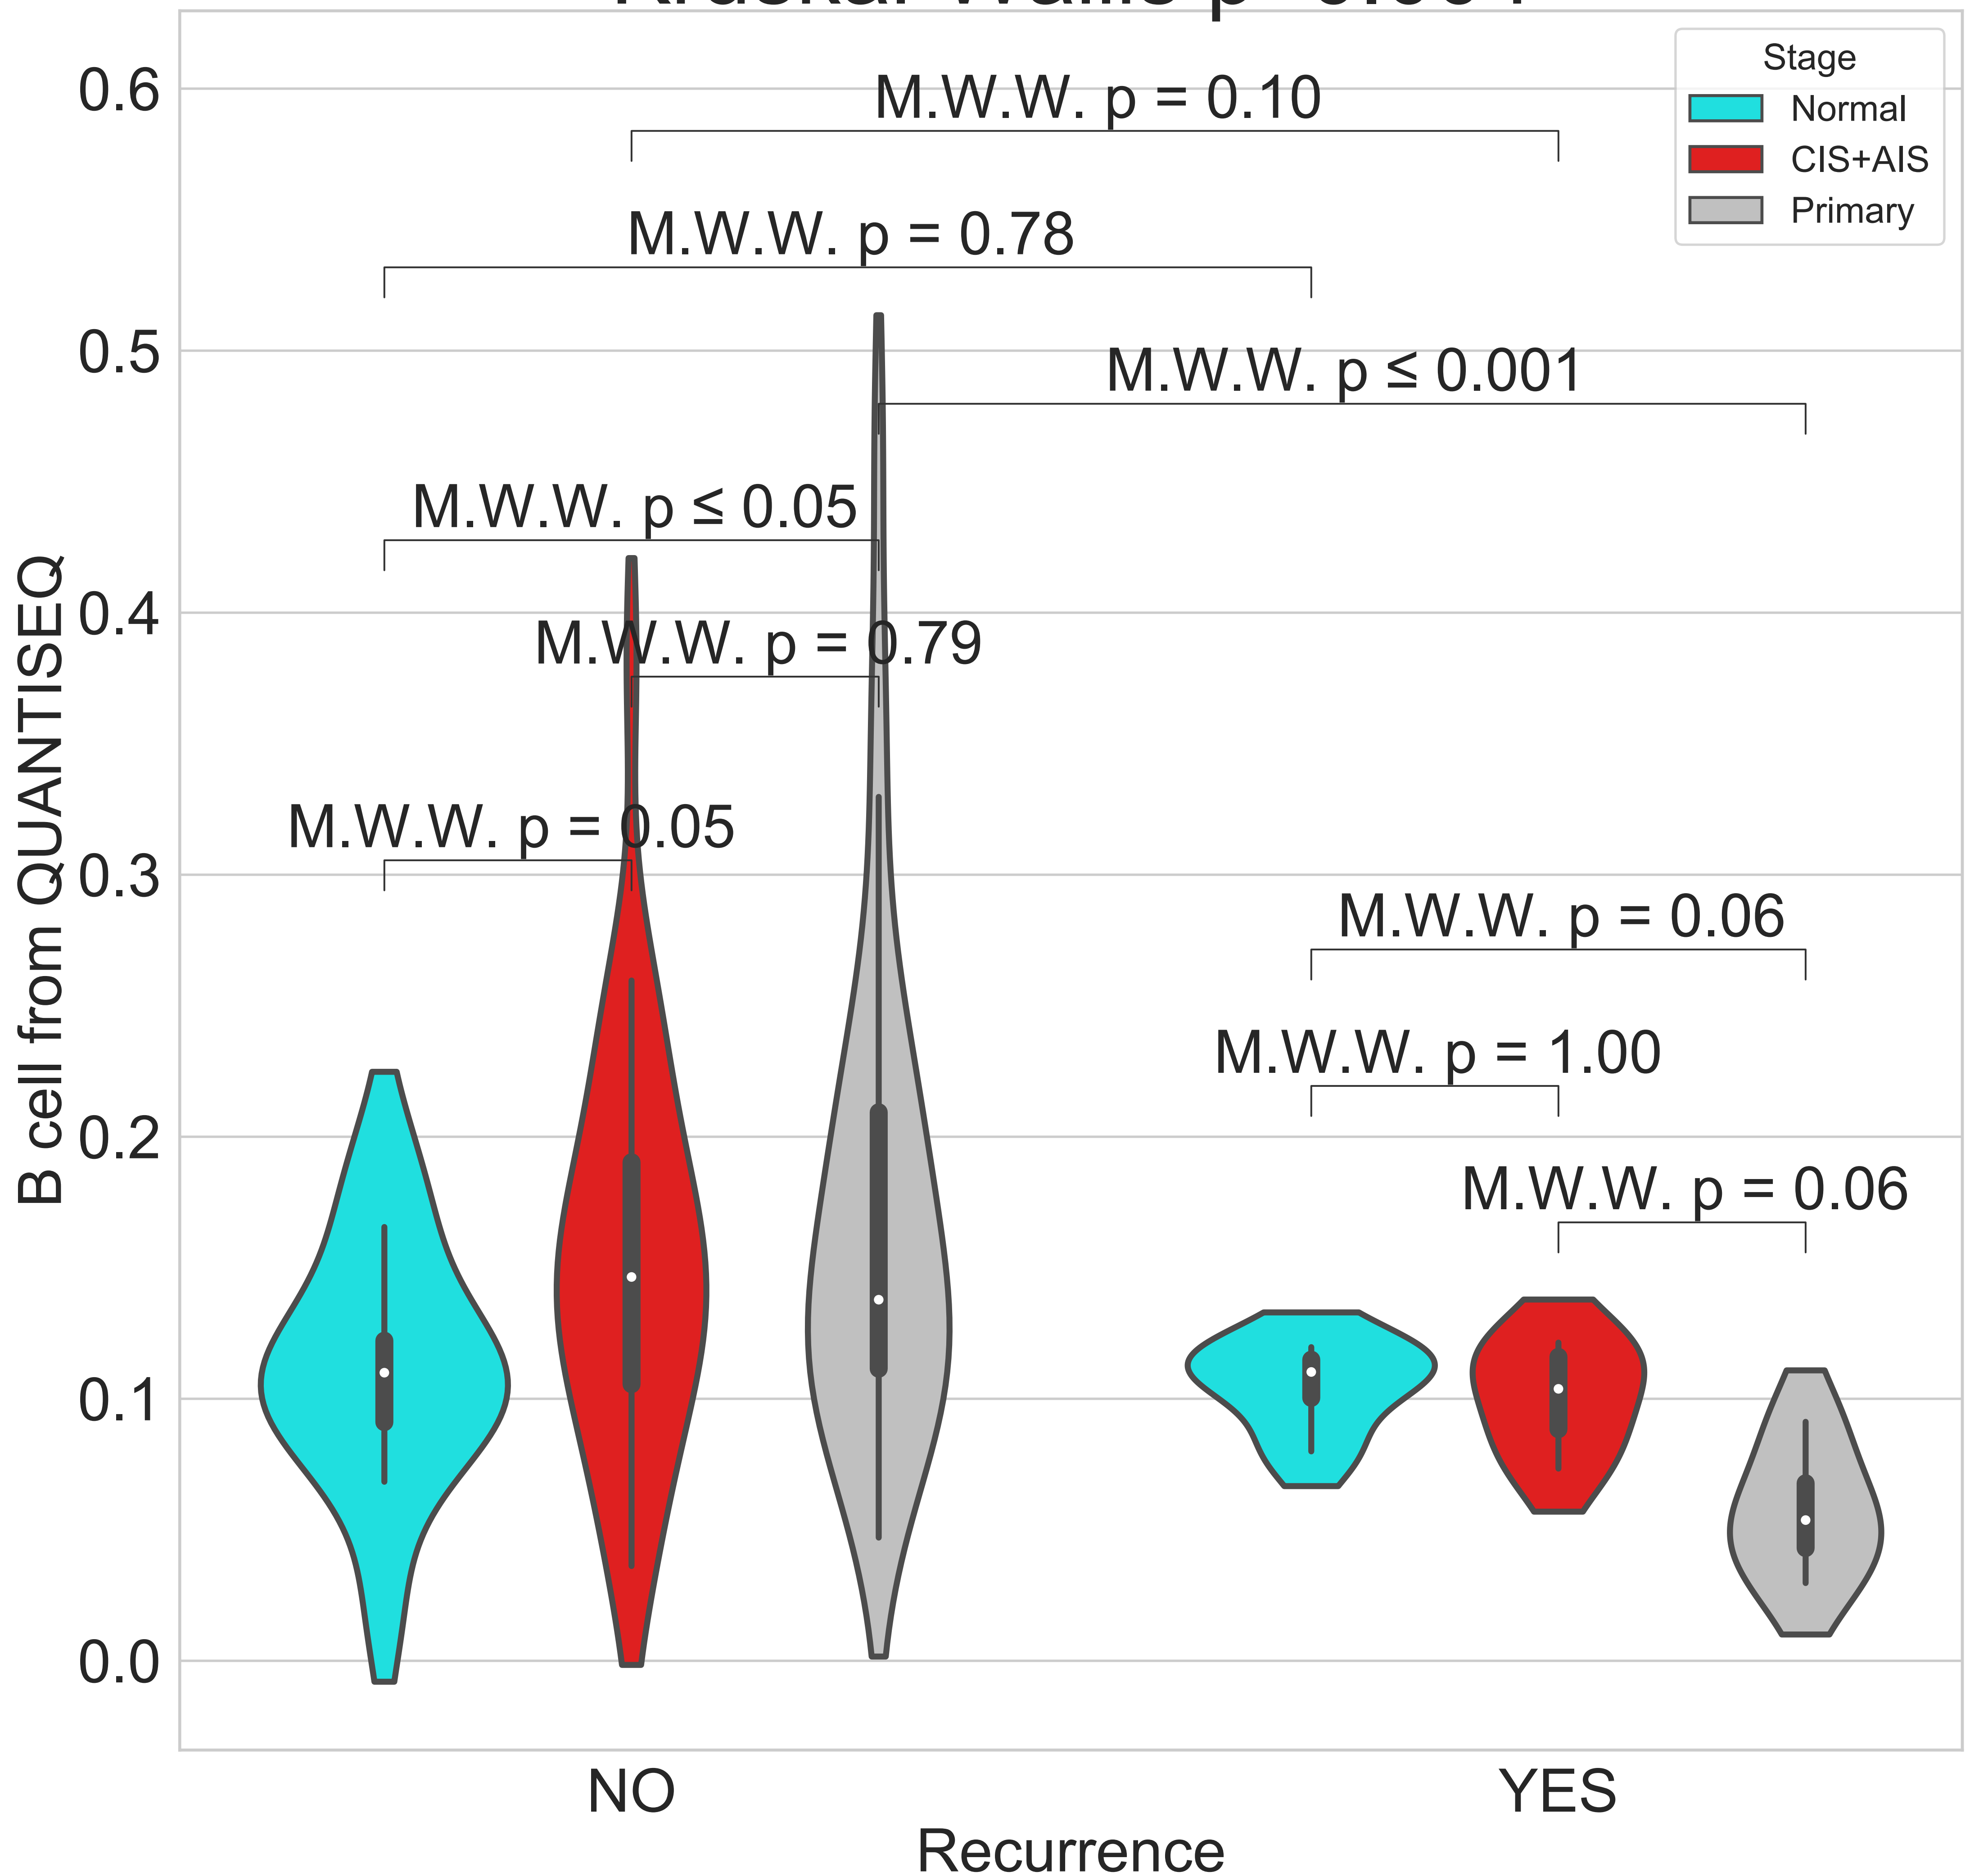 Stage
Normal
CIS+AIS
Primary
M.W.W. p = 0.10
M.W.W. p = 0.78
M.W.W. p ≤ 0.001
M.W.W. p ≤ 0.05
M.W.W. p = 0.79
M.W.W. p = 0.05
M.W.W. p = 0.06
M.W.W. p = 1.00
M.W.W. p = 0.06
B cell from QUANTISEQ
0.6
0.5
0.4
0.3
0.2
0.1
0.0
NO
YES
Recurrence